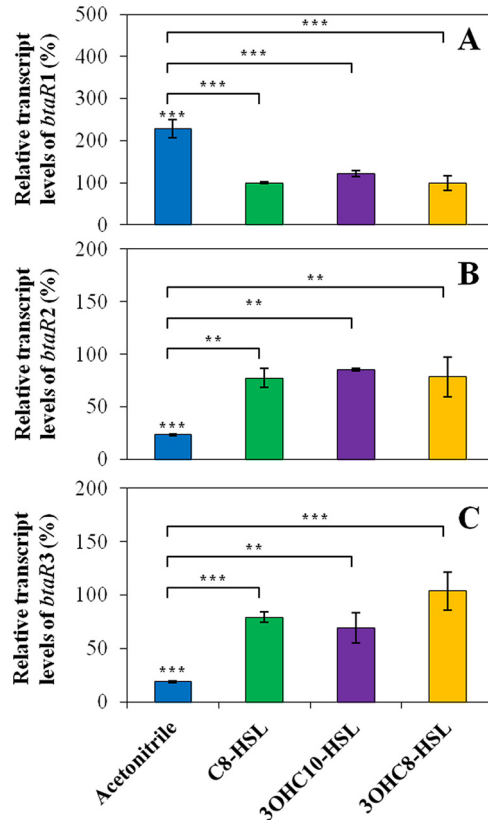 Relative transcript
levels of btaR1 (%)
500
400
300
200
100
0
A
***
***
***
***
Relative transcript
levels of btaR2 (%)
200
150
100
50
0
B
**
**
**
***
Relative transcript
levels of btaR3 (%)
200
150
100
50
0
C
***
**
***
***
Acetonitrile
C8-HSL
3OHC10-HSL
3OHC8-HSL